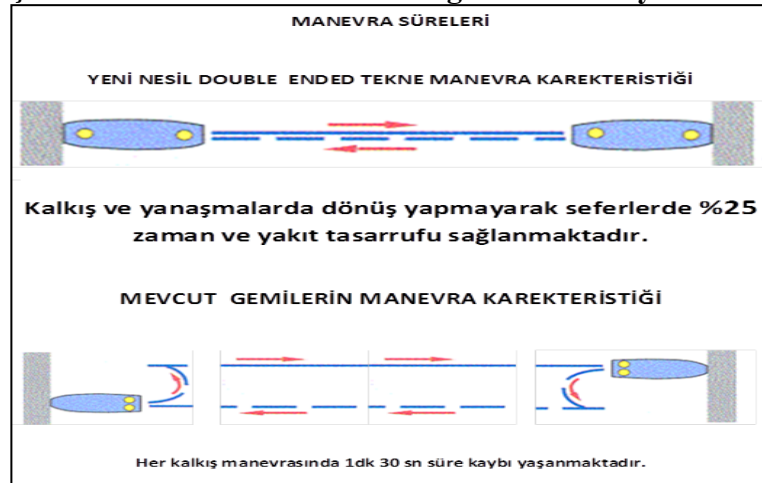 MANEVRA SÜRELERİ
YENİ NESİL DOUBLE ENDED TEKNE MANEVRA KAREKTERİSTİĞİ
Kalkış ve yanaşmalarda dönüş yapmayarak seferlerde %25
zaman ve yakıt tasarrufu sağlanmaktadır.
MEVCUT GEMİLERİN MANEVRA KAREKTERİSTİĞİ
Her kalkış manevrasında 1dk 30 sn süre kaybı yaşanmaktadır.